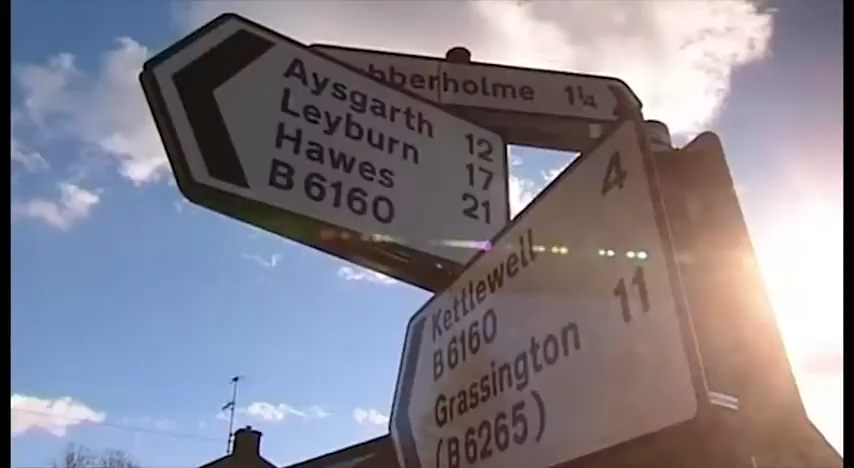 bberholme 1¼
Aysgarth 12
Leyburn 17
Hawes 21
B 6160
Kettlewell 4
B 6160
Grassington 11
(B 6265)